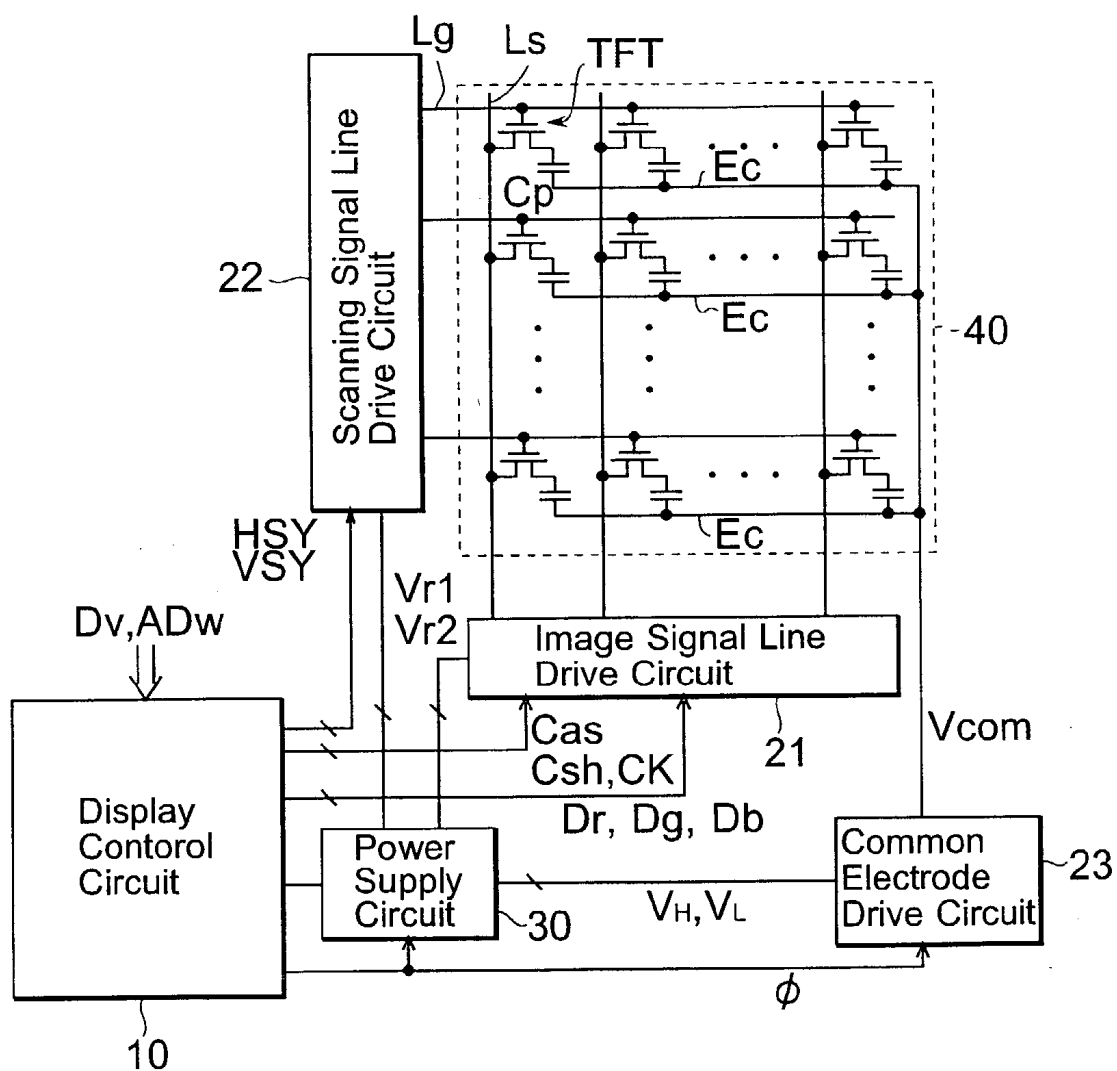 Lg
Ls
TFT
Scanning Signal Line
Drive Circuit
22
Ec
Cp
Ec
40
Ec
HSY
VSY
Vr1
Vr2
Dv,ADw
Image Signal Line
Drive Circuit
21
Vcom
Cas
Csh,CK
Dr, Dg, Db
Display
Contorol
Circuit
10
Power
Supply
Circuit
30
VH,VL
Common
Electrode
Drive Circuit
23
ϕ